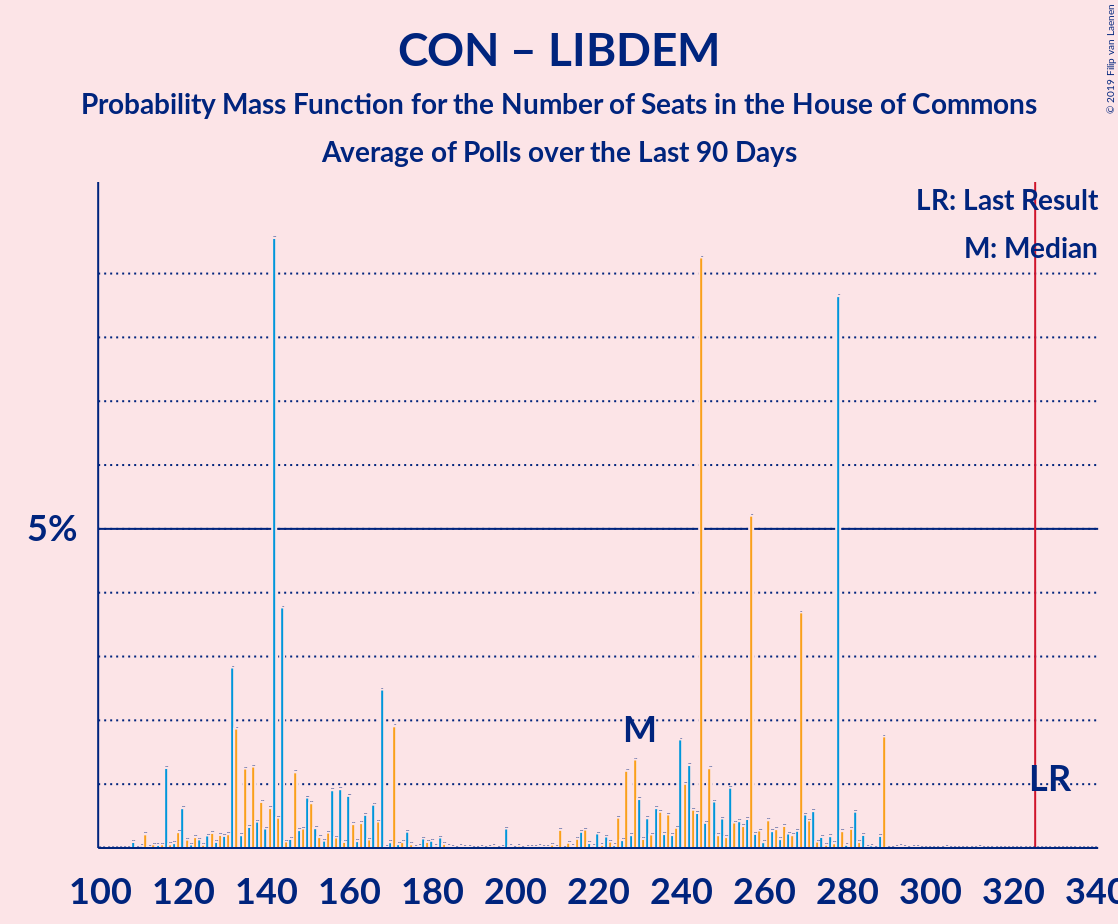 CON – LIBDEM
Probability Mass Function for the Number of Seats in the House of Commons
Average of Polls over the Last 90 Days
© 2019 Filip van Laenen
LR: Last Result
M: Median
5%
M
LR
100 120 140 160 180 200 220 240 260 280 300 320 340